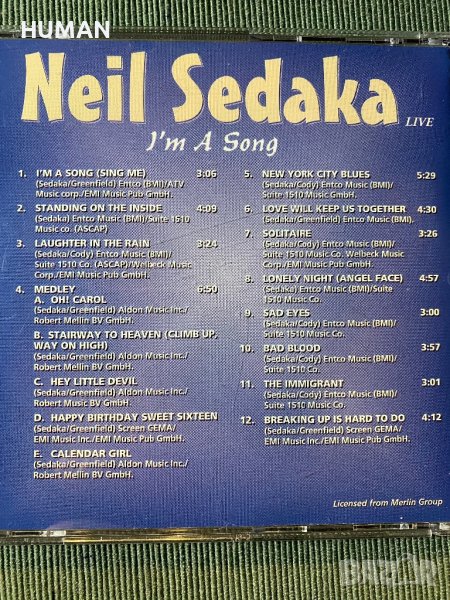 HUMAN
Neil Sedaka LIVE
I'm A Song
1. I'M A SONG (SING ME) 3:06
(Sedaka/Greenfield) Entco (BMI)/ATV
Music corp./EMI Music Pub GmbH.
2. STANDING ON THE INSIDE 4:09
(Sedaka) Entco Music (BMI)/Suite 1510
Music co. (ASCAP)
3. LAUGHTER IN THE RAIN 3:24
(Sedaka/Cody) Entco Music (BMI)/
Suite 1510 Co. (ASCAP)/Welbeck Music
Corp./EMI Music Pub GmbH.
4. MEDLEY 6:50
A. OH! CAROL
(Sedaka/Greenfield) Aldon Music Inc./
Robert Mellin BV GmbH.
B. STAIRWAY TO HEAVEN (CLIMB UP,
WAY ON HIGH)
(Sedaka/Greenfield) Aldon Music Inc./
Robert Mellin BV GmbH.
C. HEY LITTLE DEVIL
(Sedaka/Greenfield) Aldon Music Inc./
Robert Music BV GmbH.
D. HAPPY BIRTHDAY SWEET SIXTEEN
(Sedaka/Greenfield) Screen GEMA/
EMI Music Inc./EMI Music Pub GmbH.
E. CALENDAR GIRL
(Sedaka/Greenfield) Aldon Music Inc./
Robert Mellin BV GmbH.
5. NEW YORK CITY BLUES 5:29
(Sedaka/Cody) Entco Music (BMI)/
Suite 1510 Music Gmbh.
6. LOVE WILL KEEP US TOGETHER 4:30
(Sedaka/Greenfield) Entco Music (BMI).
7. SOLITAIRE 3:26
(Sedaka/Cody) Entco Music (BMI)/
Suite 1510 Music Co. Welbeck Music
Corp./EMI Music Pub GmbH.
8. LONELY NIGHT (ANGEL FACE) 4:57
(Sedaka) Entco Music (BMI)/Suite
1510 Music Co.
9. SAD EYES 3:00
(Sedaka/Cody) Entco Music (BMI)/
Suite 1510 Music Co.
10. BAD BLOOD 3:57
(Sedaka/Cody) Entco Music (BMI)/
Suite 1510 Music Co.
11. THE IMMIGRANT 3:01
(Sedaka/Cody) Entco Music (BMI)/
Suite 1510 Music Co.
12. BREAKING UP IS HARD TO DO 4:12
(Sedaka/Greenfield) Screen GEMA/
EMI Music Inc./EMI Music Pub GmbH.
Licensed from Merlin Group
BAZAR